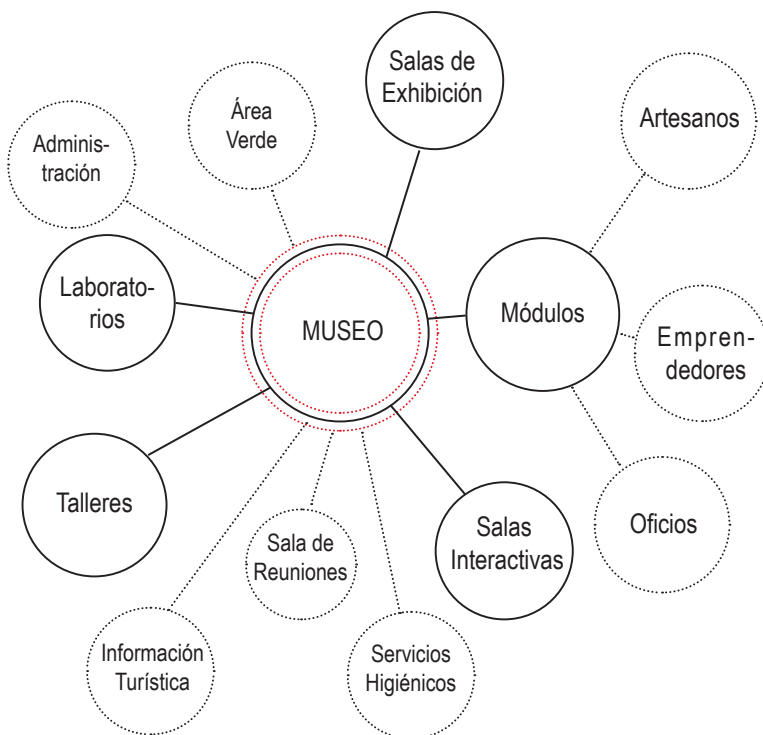 Salas de
Exhibición
Área
Verde
Artesanos
Adminis-
tración
Laborato-
rios
MUSEO
Módulos
Empren-
dedores
Talleres
Salas
Interactivas
Oficios
Sala de
Reuniones
Información
Turística
Servicios
Higiénicos